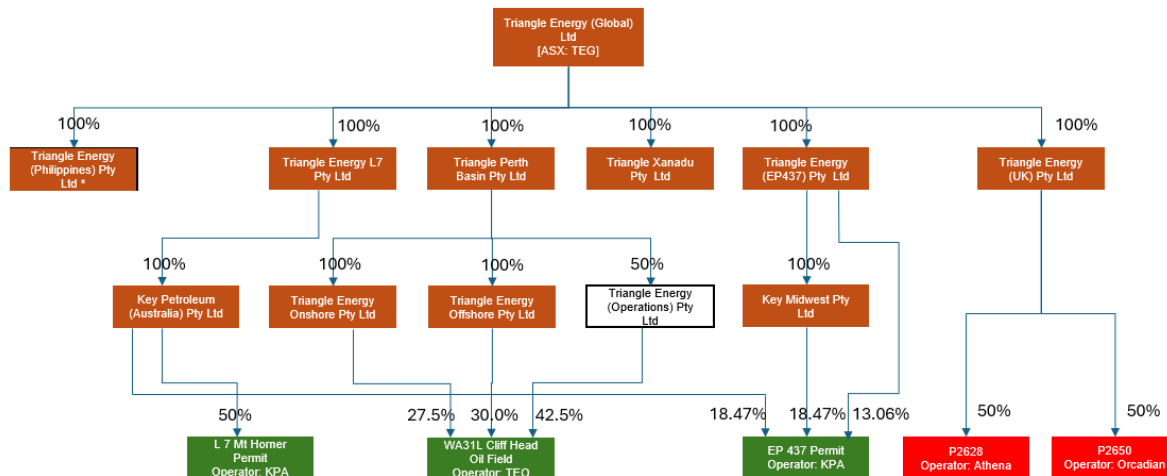 Triangle Energy (Global)
Ltd
[ASX: TEG]
100%
100%
100%
100%
100%
100%
Triangle Energy
(Philippines) Pty
Ltd *
Triangle Energy L7
Pty Ltd
Triangle Perth
Basin Pty Ltd
Triangle Xanadu
Pty Ltd
Triangle Energy
(EP437) Pty Ltd
Triangle Energy
(UK) Pty Ltd
100%
100%
100%
50%
100%
Key Petroleum
(Australia) Pty Ltd
Triangle Energy
Onshore Pty Ltd
Triangle Energy
Offshore Pty Ltd
Triangle Energy
(Operations) Pty
Ltd
Key Midwest Pty
Ltd
50%
27.5%
30.0%
42.5%
18.47%
18.47%
13.06%
50%
50%
L 7 Mt Horner
Permit
Operator: KPA
WA31L Cliff Head
Oil Field
Operator: TEO
EP 437 Permit
Operator: KPA
P2628
Operator: Athena
P2650
Operator: Orcadian